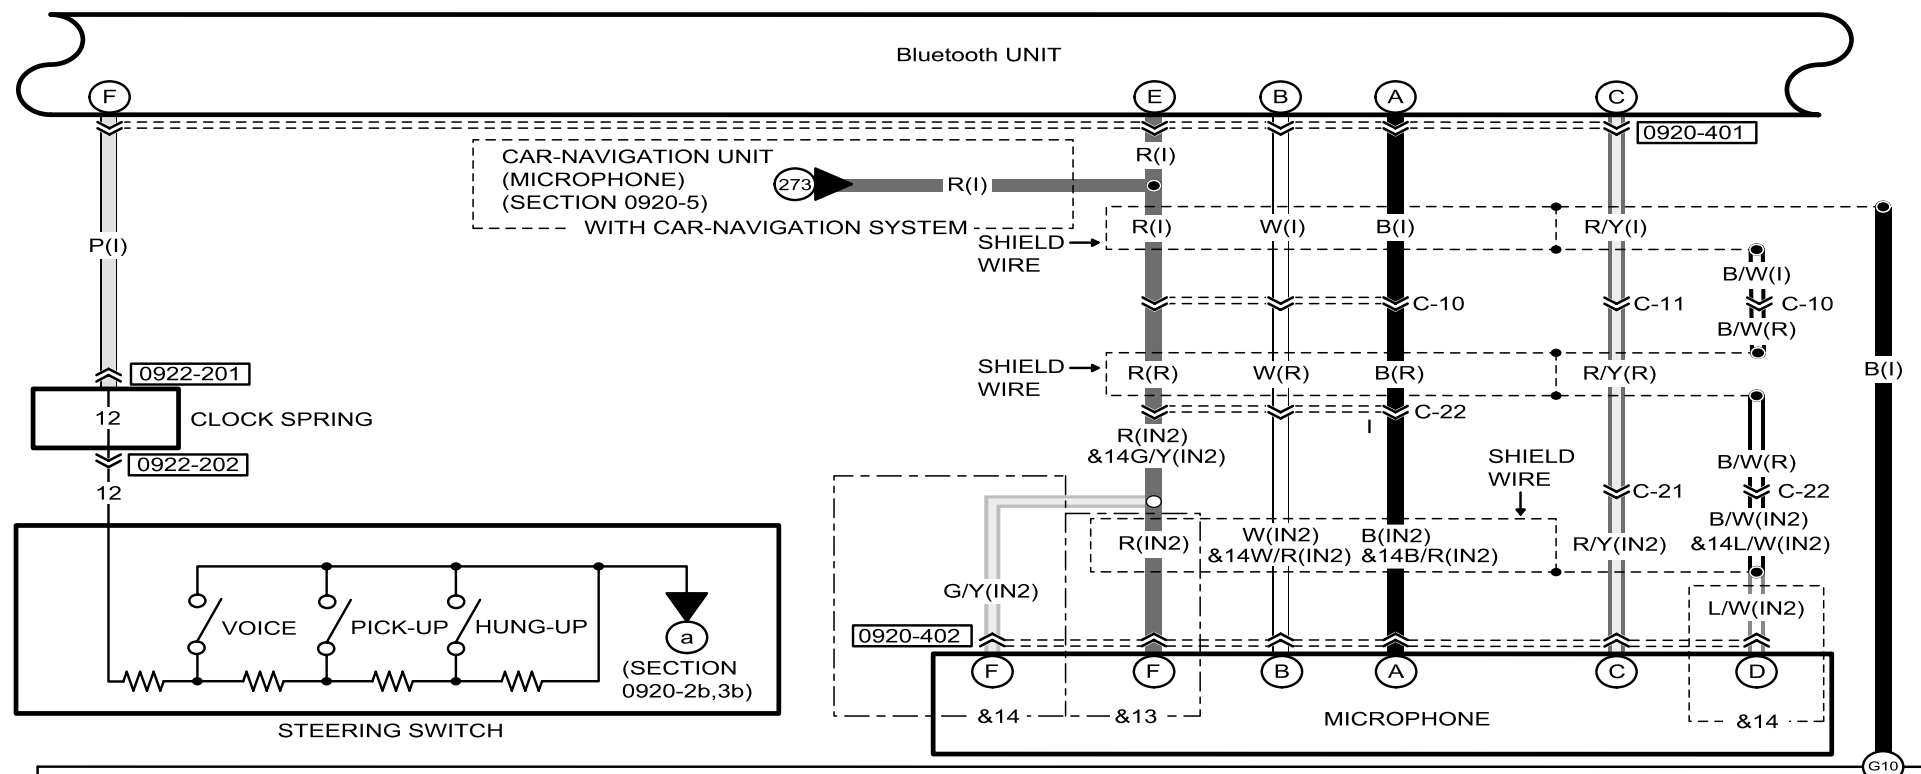 Bluetooth UNIT
F
E
B
A
C
0920-401
R(I)
CAR-NAVIGATION UNIT
(MICROPHONE)
(SECTION 0920-5)
273
R(I)
WITH CAR-NAVIGATION SYSTEM
P(I)
SHIELD
WIRE
R(I)
W(I)
B(I)
R/Y(I)
B/W(I)
C-10
C-11
C-10
B/W(R)
SHIELD
WIRE
R(R)
W(R)
B(R)
R/Y(R)
B(I)
0922-201
12
CLOCK SPRING
0922-202
12
C-22
I
R(IN2)
&14G/Y(IN2)
SHIELD
WIRE
B/W(R)
C-21
C-22
R(IN2)
W(IN2)
&14W/R(IN2)
B(IN2)
&14B/R(IN2)
R/Y(IN2)
B/W(IN2)
&14L/W(IN2)
G/Y(IN2)
L/W(IN2)
VOICE
PICK-UP
HUNG-UP
a
(SECTION
0920-2b,3b)
STEERING SWITCH
0920-402
F
F
B
A
C
D
&14
&13
MICROPHONE
&14
G10